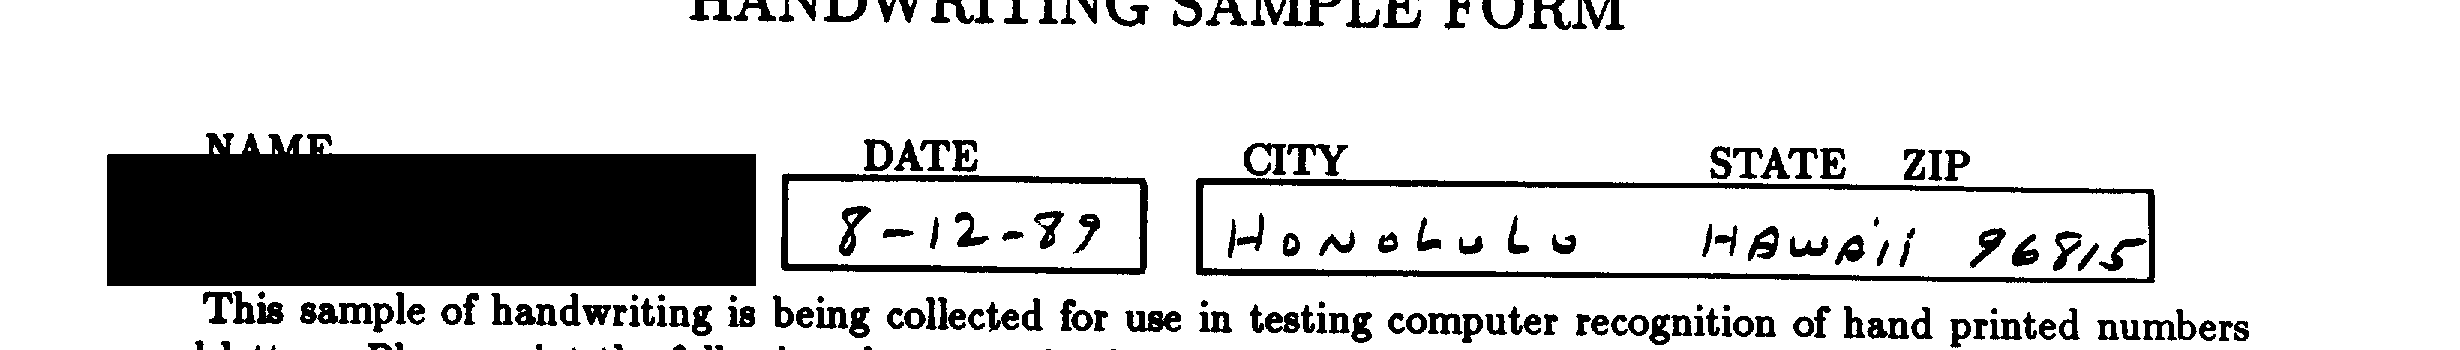 HANDWRITING SAMPLE FORM
NAME DATE CITY STATE ZIP
8-12-89 HONOLULU HAWAii 96815
This sample of handwriting is being collected for use in testing computer recognition of hand printed numbers